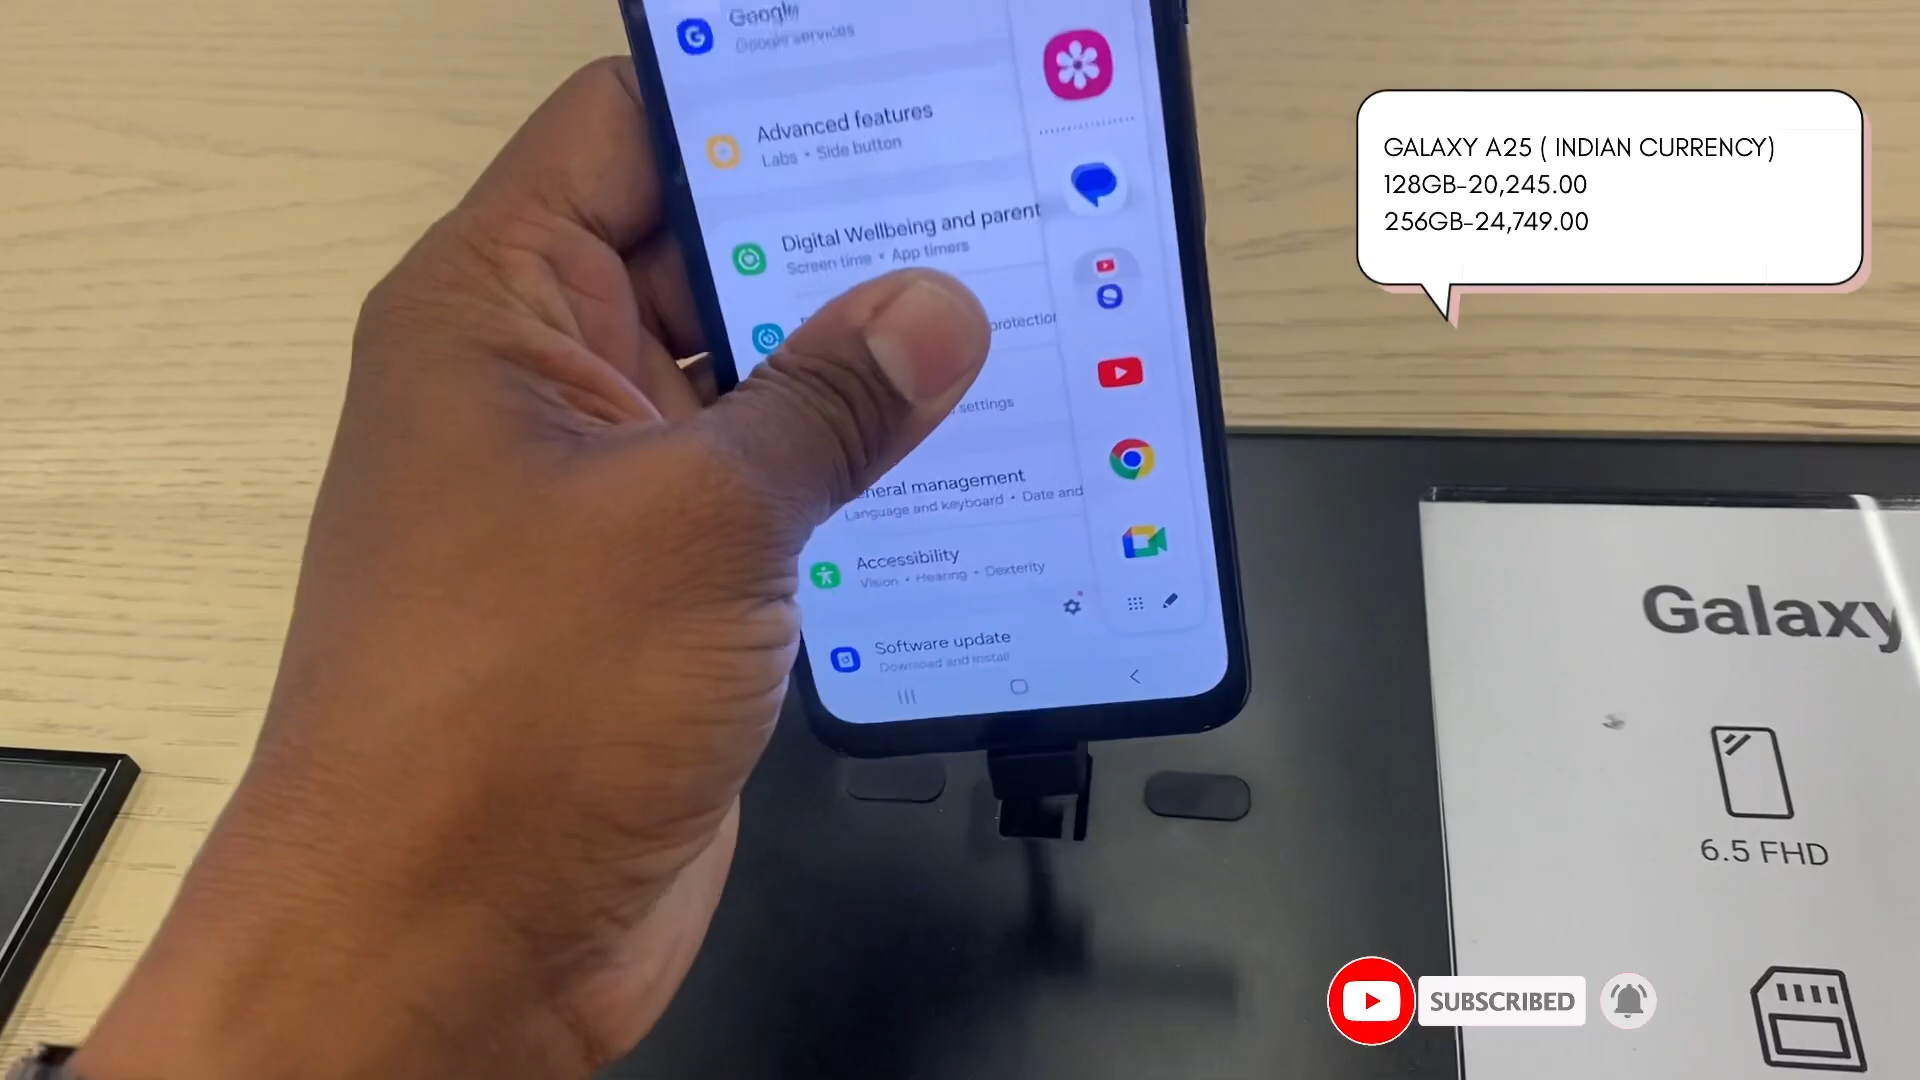 Google
Google services
Advanced features
Labs • Side button
Digital Wellbeing and parent
Screen time • App timers
protection
settings
neral management
Language and keyboard • Date and
Accessibility
Vision • Hearing • Dexterity
Software update
Download and install
GALAXY A25 ( INDIAN CURRENCY)
128GB-20,245.00
256GB-24,749.00
Galaxy
6.5 FHD
SUBSCRIBED